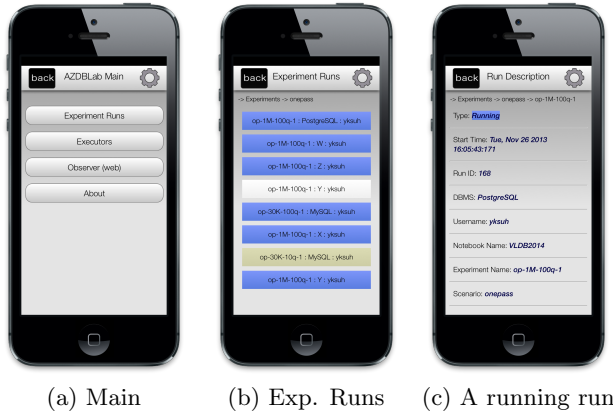 back AZDBLab Main
Experiment Runs
Executors
Observer (web)
About
back Experiment Runs
-> Experiments -> onepass
op-1M-100q-1 : PostgreSQL : yksuh
op-1M-100q-1 : W : yksuh
op-1M-100q-1 : Z : yksuh
op-1M-100q-1 : Y : yksuh
op-30K-100q-1 : MySQL : yksuh
op-1M-100q-1 : X : yksuh
op-30K-10q-1 : MySQL : yksuh
op-1M-100q-1 : Y : yksuh
back Run Description
-> Experiments -> onepass -> op-1M-100q-1
Type: Running
Start Time: Tue, Nov 26 2013
16:05:43:171
Run ID: 168
DBMS: PostgreSQL
Username: yksuh
Notebook Name: VLDB2014
Experiment Name: op-1M-100q-1
Scenario: onepass
(a) Main
(b) Exp. Runs
(c) A running run